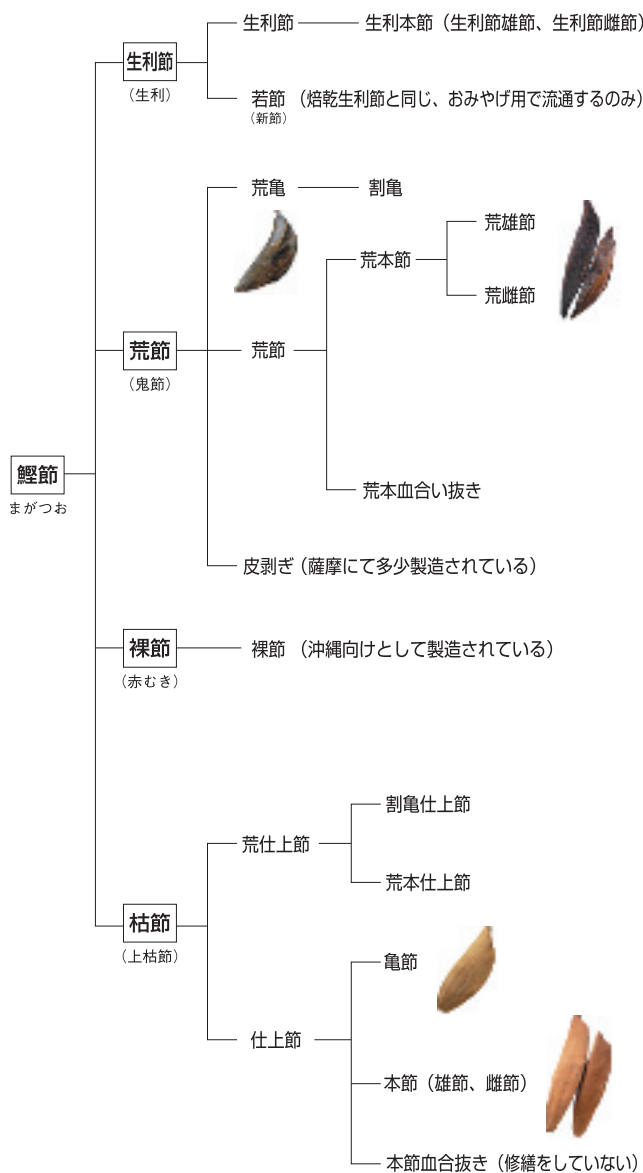 生利節
生利本節（生利節雄節、生利節雌節）
生利節
（生利）
若節（焙乾生利節と同じ、おみやげ用で流通するのみ）
（新節）
荒亀
割亀
荒雄節
荒本節
荒雌節
荒節
（鬼節）
荒節
荒本血合い抜き
鰹節
まがつお
皮剥ぎ（薩摩にて多少製造されている）
裸節
（赤むき）
裸節（沖縄向けとして製造されている）
割亀仕上節
荒仕上節
荒本仕上節
枯節
（上枯節）
亀節
仕上節
本節（雄節、雌節）
本節血合抜き（修繕をしていない）